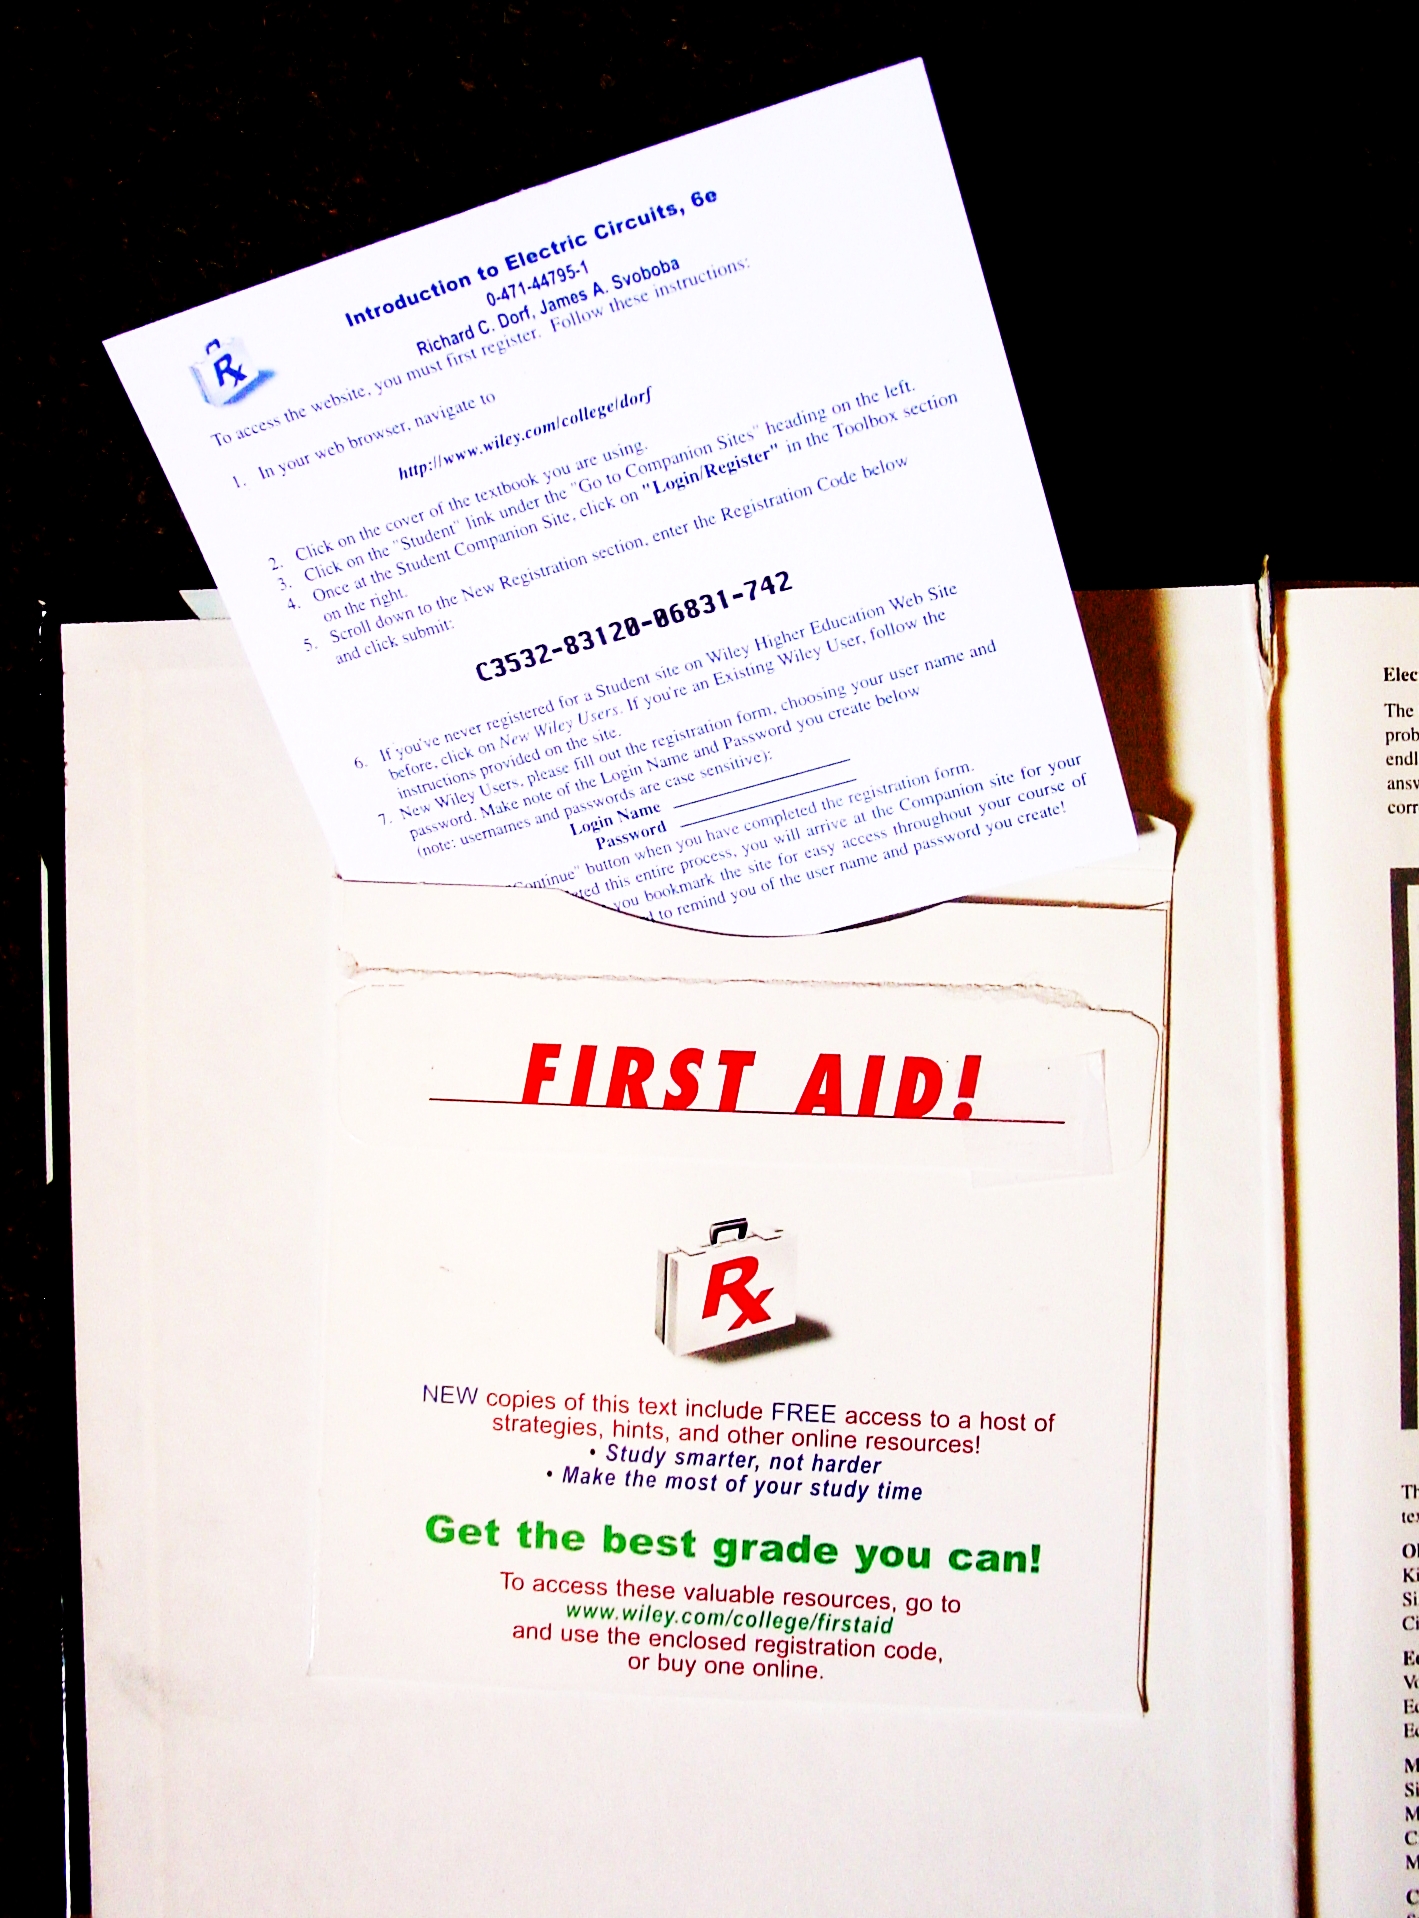 Introduction to Electric Circuits, 6e
0-471-44795-1
Richard C. Dorf, James A. Svoboba
Rx
To access the website, you must first register. Follow these instructions:
1. In your web browser, navigate to
http://www.wiley.com/college/dorf
2. Click on the cover of the textbook you are using.
3. Click on the "Student" link under the "Go to Companion Sites" heading on the left.
4. Once at the Student Companion Site, click on "Login/Register" in the Toolbox section
on the right.
5. Scroll down to the New Registration section, enter the Registration Code below
and click submit:
C3532-83120-06831-742
6. If you've never registered for a Student site on Wiley Higher Education Web Site
before, click on New Wiley Users. If you're an Existing Wiley User, follow the
instructions provided on the site.
7. New Wiley Users, please fill out the registration form, choosing your user name and
password. Make note of the Login Name and Password you create below
(note: usernames and passwords are case sensitive):
Login Name
Password
"Continue" button when you have completed the registration form.
ted this entire process, you will arrive at the Companion site for your
you bookmark the site for easy access throughout your course of
to remind you of the user name and password you create!
FIRST AID!
Rx
NEW copies of this text include FREE access to a host of
strategies, hints, and other online resources!
• Study smarter, not harder
• Make the most of your study time
Get the best grade you can!
To access these valuable resources, go to
www.wiley.com/college/firstaid
and use the enclosed registration code,
or buy one online.
Elec
The
prob
endl
answ
corr
Th
tex
Ki
Si
Ci
Ec
Vo
Ec
Ec
M
Si
M
C
M
C